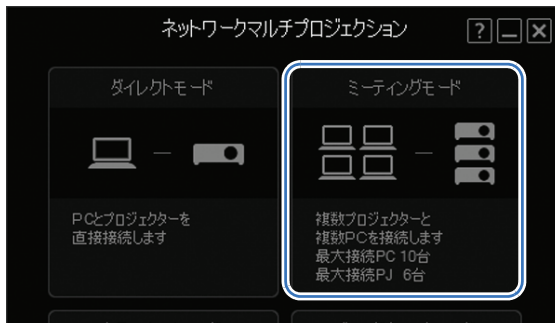 ネットワークマルチプロジェクション
ダイレクトモード
ミーティングモード
PCとプロジェクターを
直接接続します
複数プロジェクターと
複数PCを接続します
最大接続PC 10台
最大接続PJ 6台